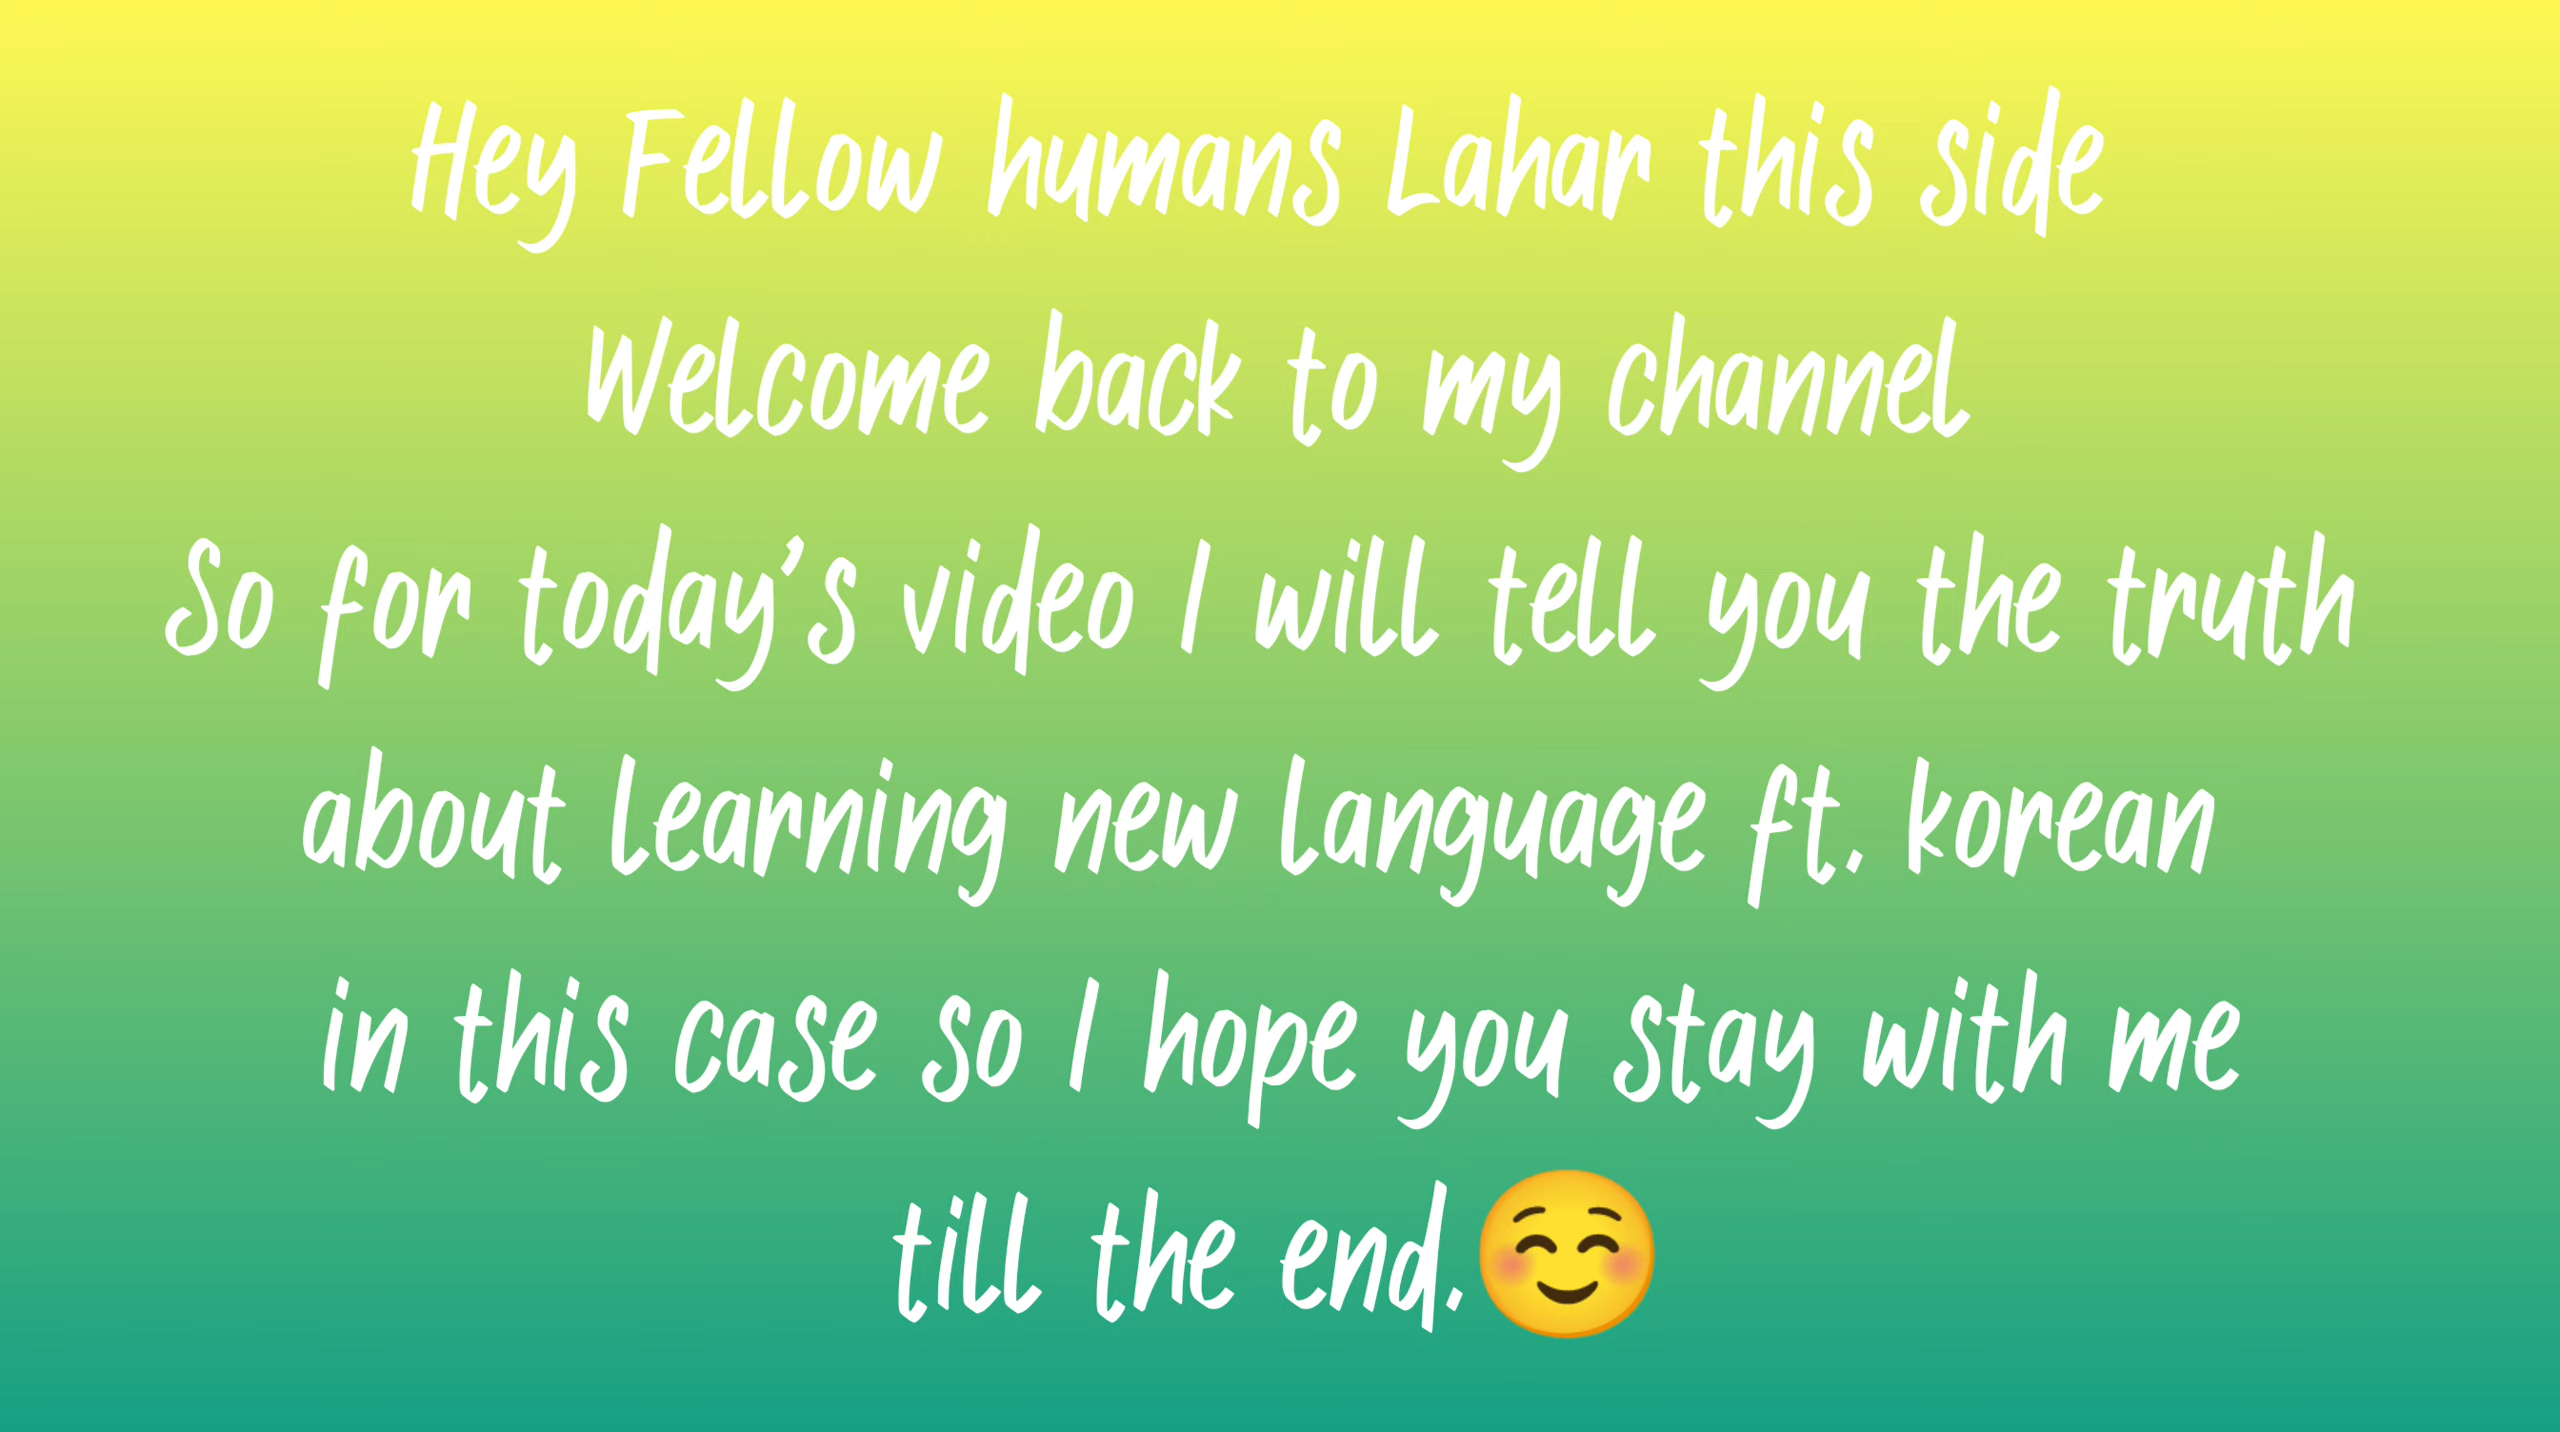 Hey Fellow humans Lahar this side
Welcome back to my channel
So for today's video I will tell you the truth
about learning new language ft. korean
in this case so I hope you stay with me
till the end.☺️